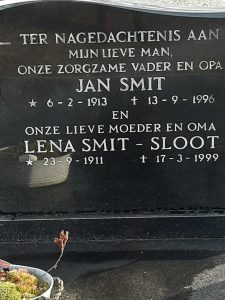 TER NAGEDACHTENIS AAN
MIJN LIEVE MAN,
ONZE ZORGZAME VADER EN OPA
JAN SMIT
★ 6-2-1913 ✝ 13-9-1996
EN
ONZE LIEVE MOEDER EN OMA
LENA SMIT - SLOOT
★ 23-9-1911 ✝ 17-3-1999